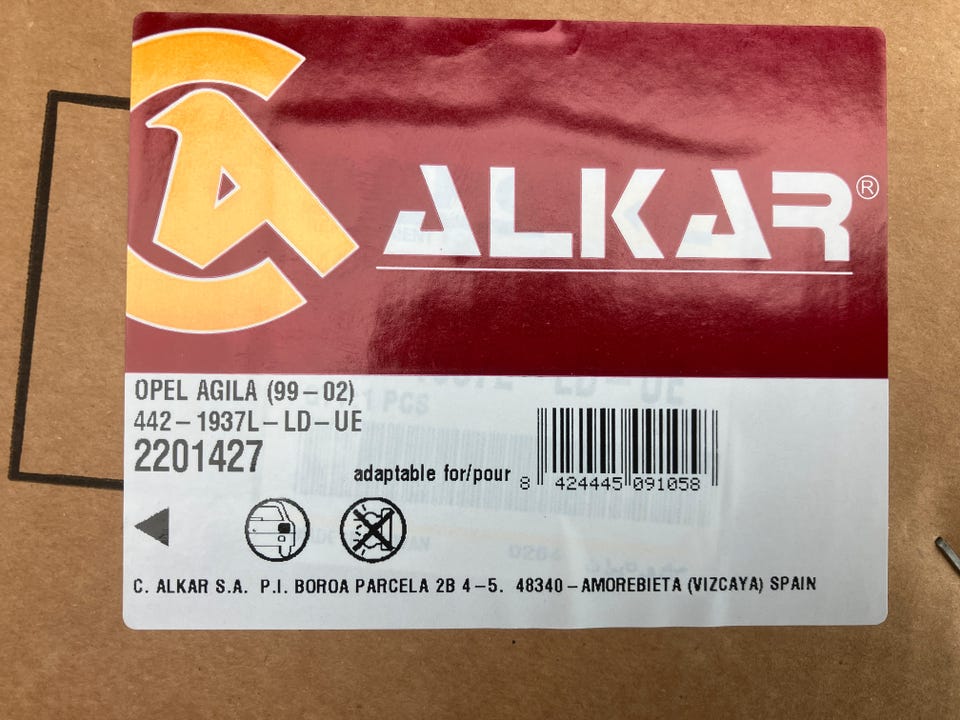 ALKAR®
OPEL AGILA (99-02)
442-1937L-LD-UE
2201427
adaptable for/pour
8 424445 091058
C. ALKAR S.A. P.I. BOROA PARCELA 2B 4-5. 48340-AMOREBIETA (VIZCAYA) SPAIN